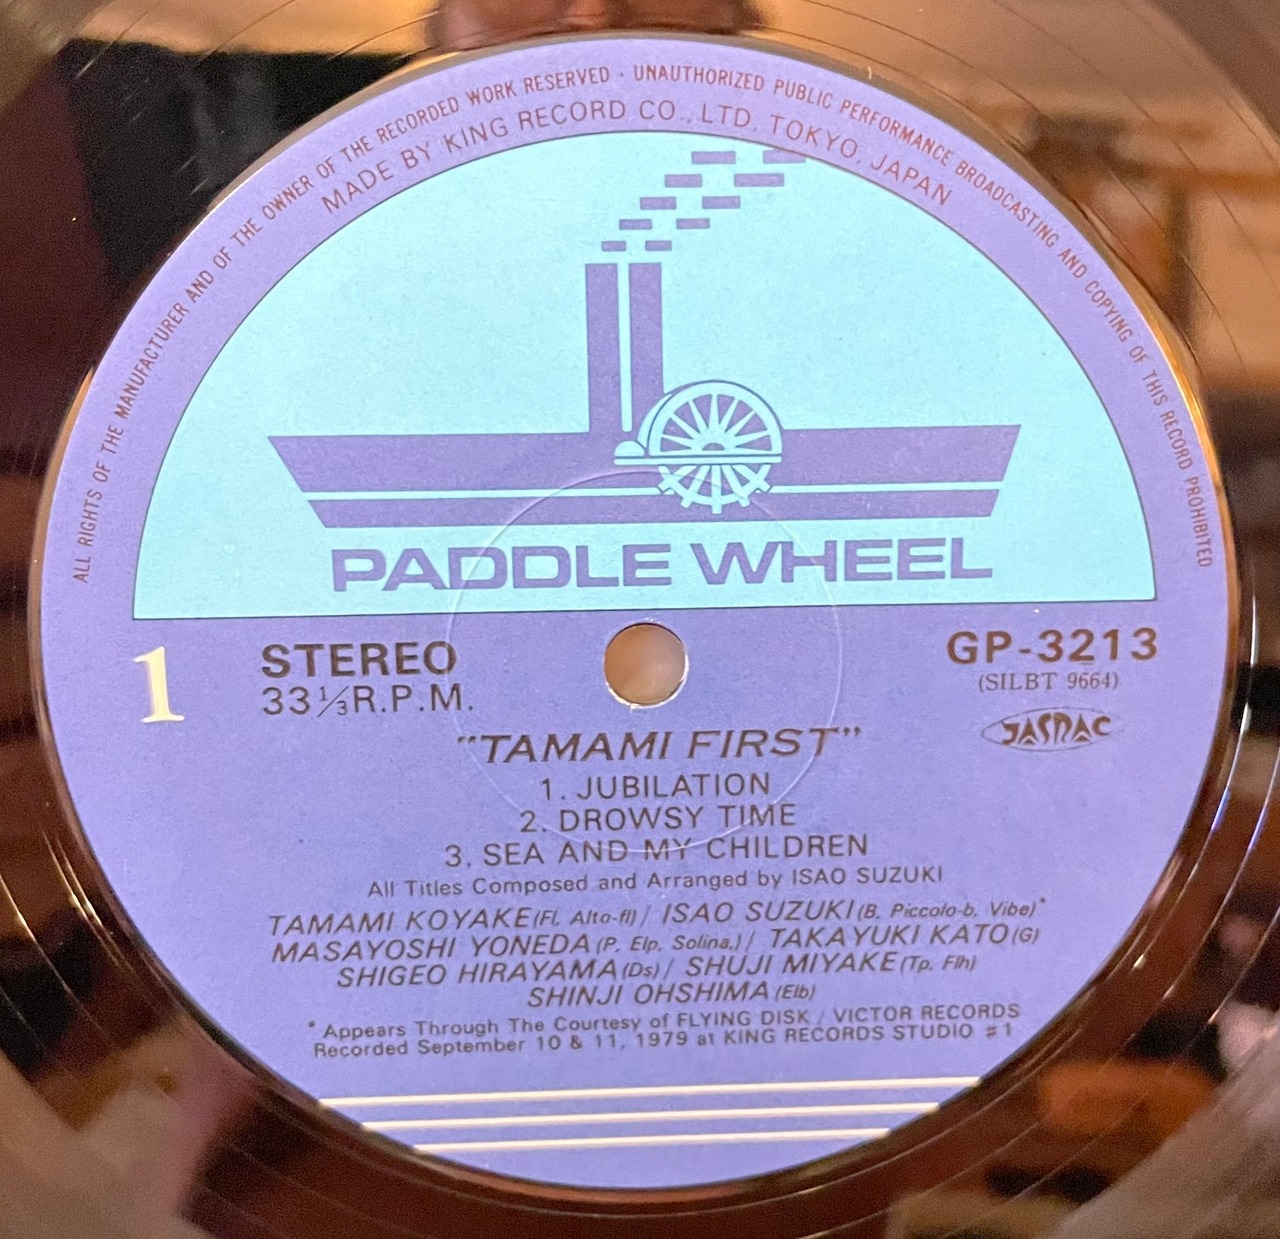 ALL RIGHTS OF THE MANUFACTURER AND OF THE OWNER OF THE RECORDED WORK RESERVED · UNAUTHORIZED PUBLIC PERFORMANCE BROADCASTING AND COPYING OF THIS RECORD PROHIBITED
MADE BY KING RECORD CO., LTD, TOKYO, JAPAN
PADDLE WHEEL
1
STEREO
33 1/3 R.P.M.
GP-3213
(SILBT 9664)
JASRAC
"TAMAMI FIRST"
1. JUBILATION
2. DROWSY TIME
3. SEA AND MY CHILDREN
All Titles Composed and Arranged by ISAO SUZUKI
TAMAMI KOYAKE (Fl, Alto-fl) / ISAO SUZUKI (B, Piccolo-b, Vibe)*
MASAYOSHI YONEDA (P, Elp, Solina,) / TAKAYUKI KATO (G)
SHIGEO HIRAYAMA (Ds) / SHUJI MIYAKE (Tp, Flh)
SHINJI OHSHIMA (Elb)
* Appears Through The Courtesy of FLYING DISK / VICTOR RECORDS
Recorded September 10 & 11, 1979 at KING RECORDS STUDIO #1